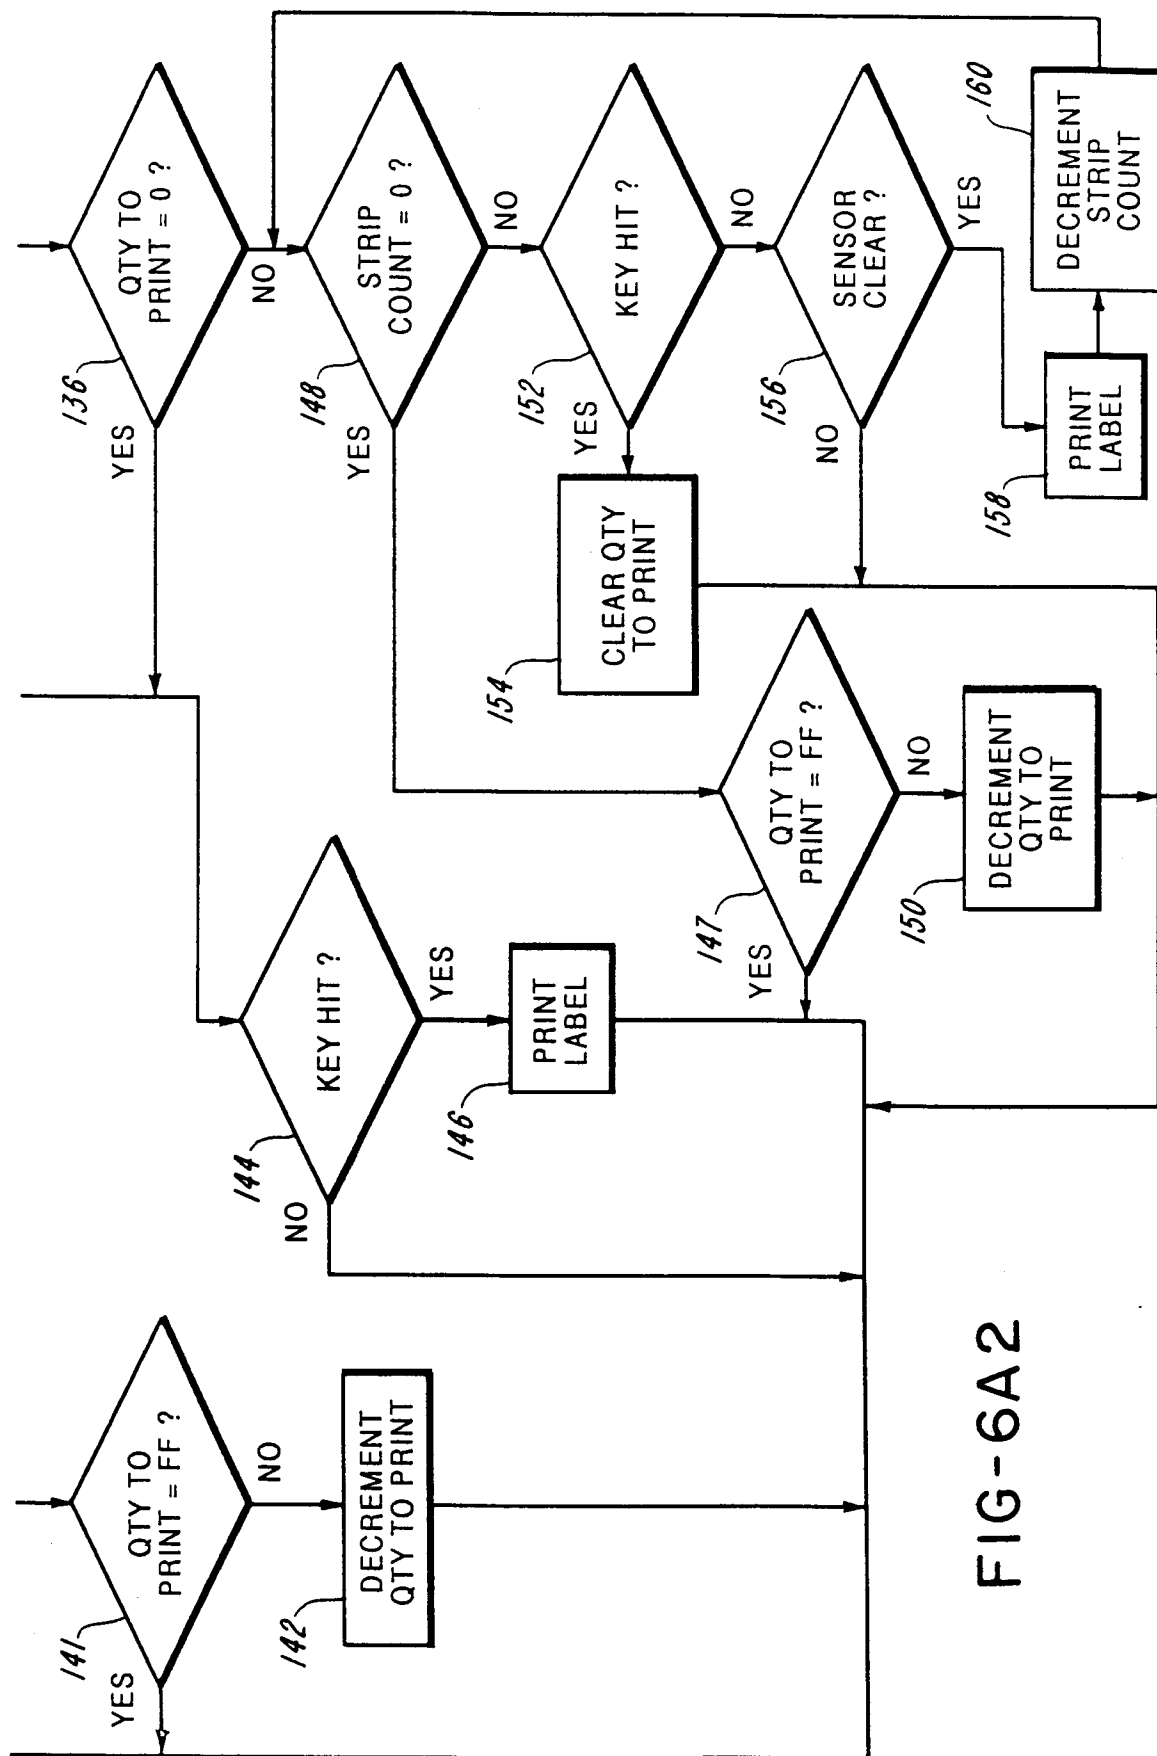 141
QTY TO
PRINT = FF ?
YES
NO
142
DECREMENT
QTY TO PRINT
144
KEY HIT ?
NO
YES
146
PRINT
LABEL
136
QTY TO
PRINT = 0 ?
YES
NO
148
STRIP
COUNT = 0 ?
YES
NO
152
KEY HIT ?
YES
NO
154
CLEAR QTY
TO PRINT
147
QTY TO
PRINT = FF ?
YES
NO
150
DECREMENT
QTY TO
PRINT
156
SENSOR
CLEAR ?
NO
YES
158
PRINT
LABEL
160
DECREMENT
STRIP
COUNT
FIG-6A2